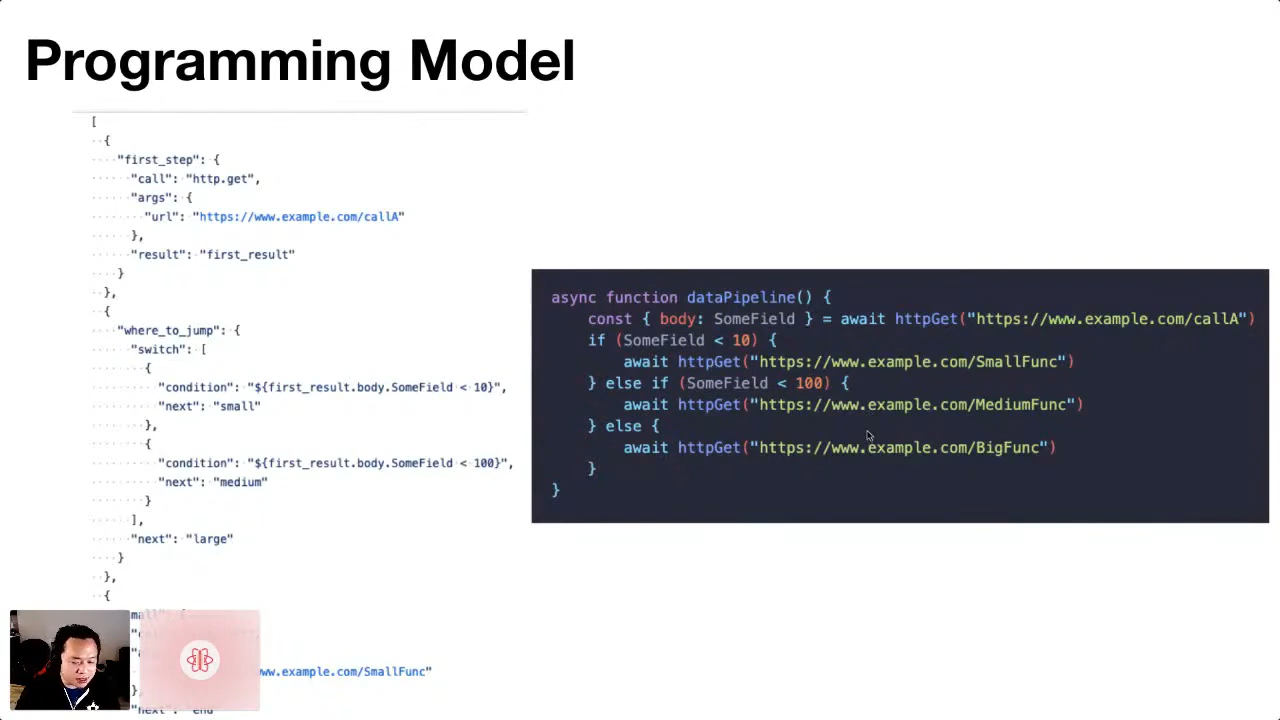 Programming Model
[
{
"first_step": {
"call": "http.get",
"args": {
"url": "https://www.example.com/callA"
},
"result": "first_result"
}
},
{
"where_to_jump": {
"switch": [
{
"condition": "${first_result.body.SomeField < 10}",
"next": "small"
},
{
"condition": "${first_result.body.SomeField < 100}",
"next": "medium"
}
],
"next": "large"
}
},
{
.example.com/SmallFunc"
},
"next": "end"
async function dataPipeline() {
const { body: SomeField } = await httpGet("https://www.example.com/callA")
if (SomeField < 10) {
await httpGet("https://www.example.com/SmallFunc")
} else if (SomeField < 100) {
await httpGet("https://www.example.com/MediumFunc")
} else {
await httpGet("https://www.example.com/BigFunc")
}
}